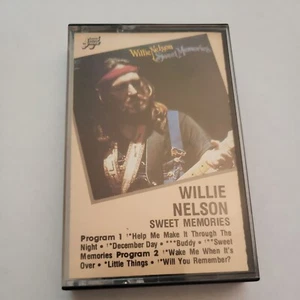 Willie Nelson
Sweet Memories
WILLIE
NELSON
SWEET MEMORIES
Program 1 *Help Me Make It Through The
Night • *December Day • ***Buddy • *Sweet
Memories Program 2 *Wake Me When It's
Over • *Little Things • *Will You Remember?